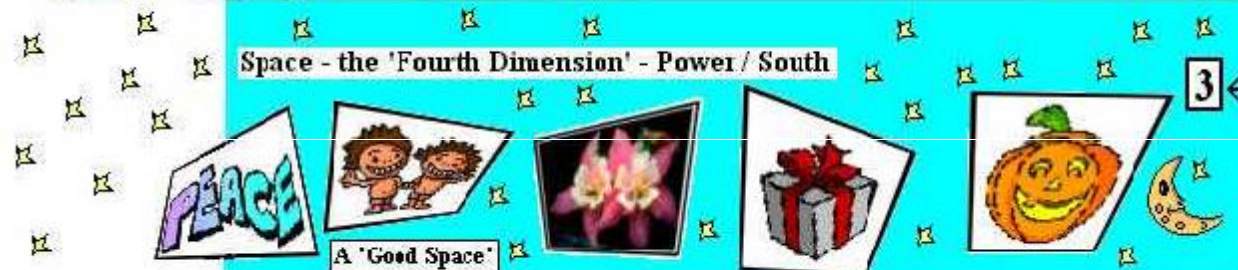 Space - the 'Fourth Dimension' - Power / South
3
PEACE
A 'Good Space'